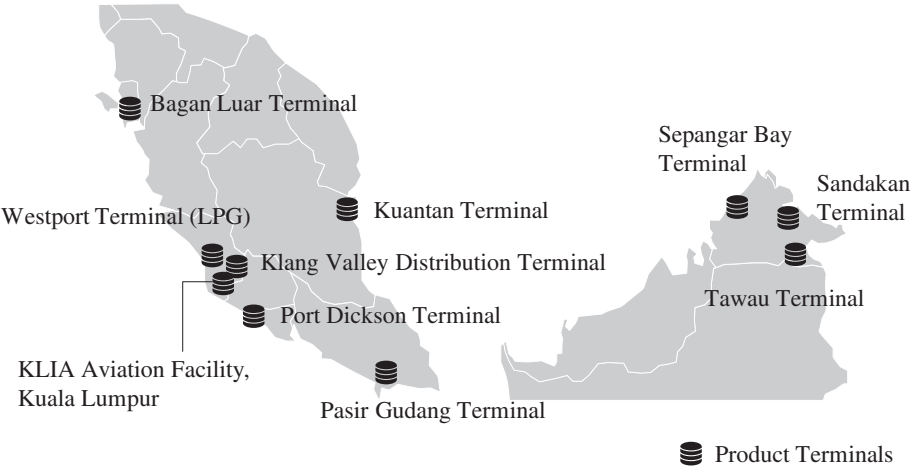 Bagan Luar Terminal
Sepangar Bay
Terminal
Sandakan
Terminal
Westport Terminal (LPG)
Kuantan Terminal
Klang Valley Distribution Terminal
Tawau Terminal
Port Dickson Terminal
KLIA Aviation Facility,
Kuala Lumpur
Pasir Gudang Terminal
Product Terminals